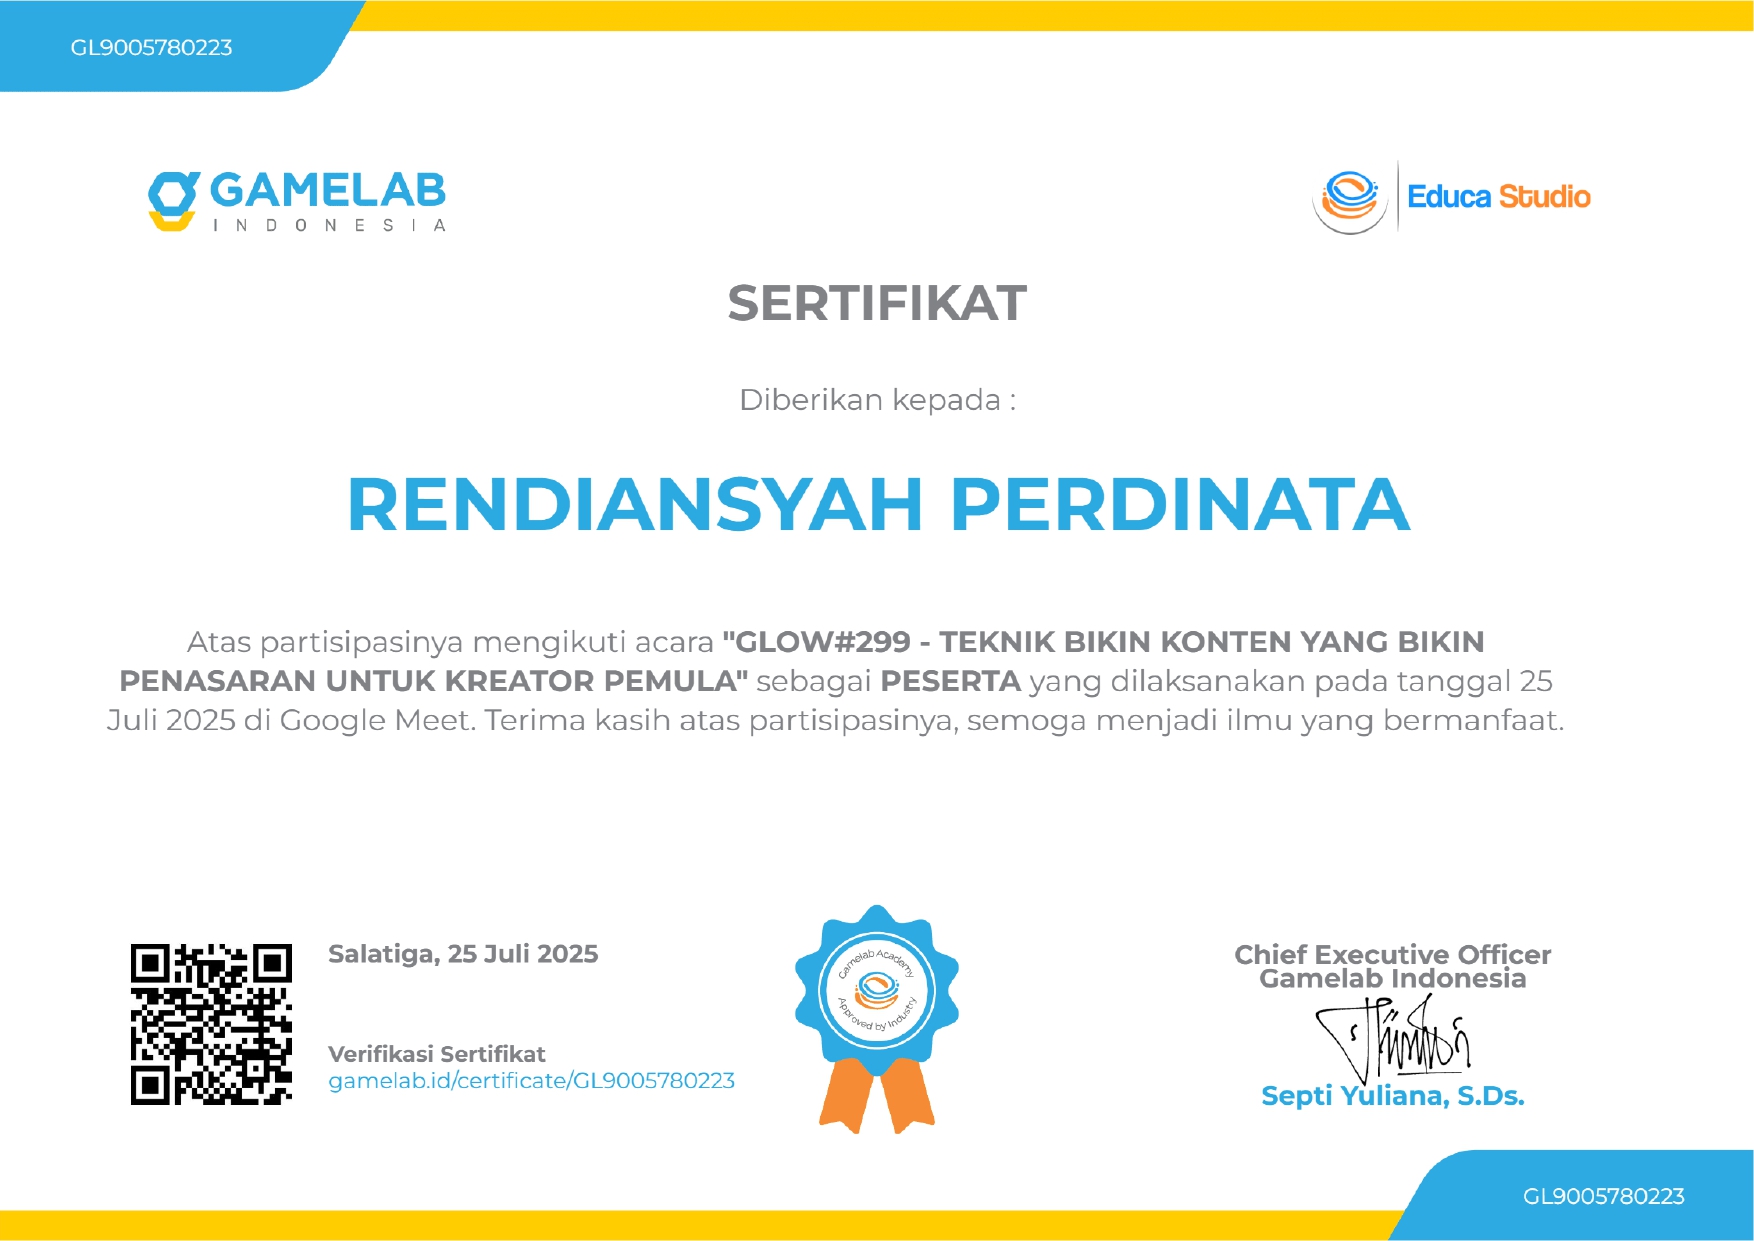 GL9005780223
GAMELAB
INDONESIA
Educa Studio
SERTIFIKAT
Diberikan kepada :
RENDIANSYAH PERDINATA
Atas partisipasinya mengikuti acara "GLOW#299 - TEKNIK BIKIN KONTEN YANG BIKIN
PENASARAN UNTUK KREATOR PEMULA" sebagai PESERTA yang dilaksanakan pada tanggal 25
Juli 2025 di Google Meet. Terima kasih atas partisipasinya, semoga menjadi ilmu yang bermanfaat.
Salatiga, 25 Juli 2025
Verifikasi Sertifikat
gamelab.id/certificate/GL9005780223
Gamelab Academy
Approved by Industry
Chief Executive Officer
Gamelab Indonesia
Septi Yuliana, S.Ds.
GL9005780223